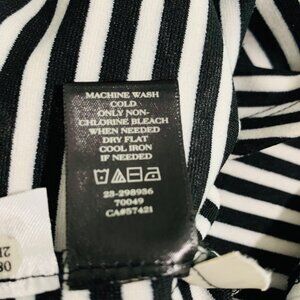 MACHINE WASH
COLD
ONLY NON-
CHLORINE BLEACH
WHEN NEEDED
DRY FLAT
COOL IRON
IF NEEDED
28-298936
70049
CA#57421